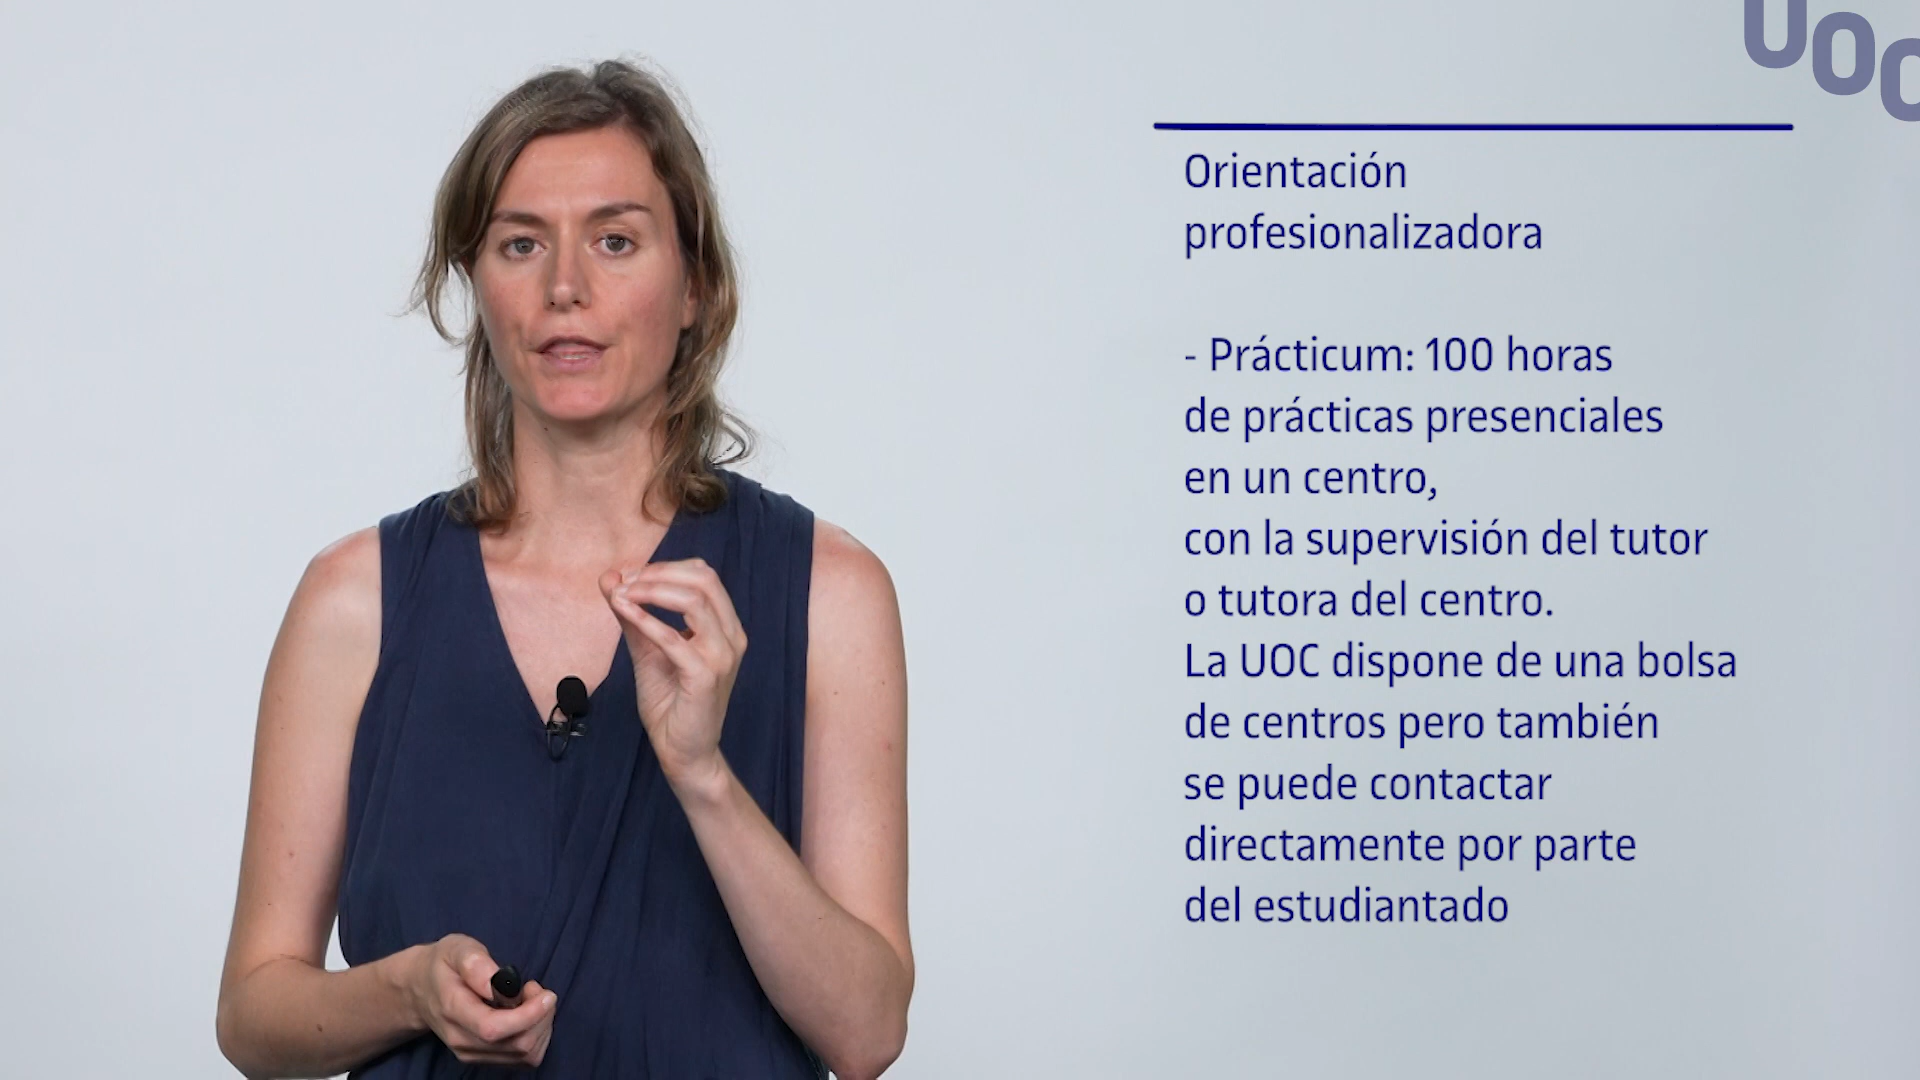 UOC
Orientación
profesionalizadora
- Prácticum: 100 horas
de prácticas presenciales
en un centro,
con la supervisión del tutor
o tutora del centro.
La UOC dispone de una bolsa
de centros pero también
se puede contactar
directamente por parte
del estudiantado